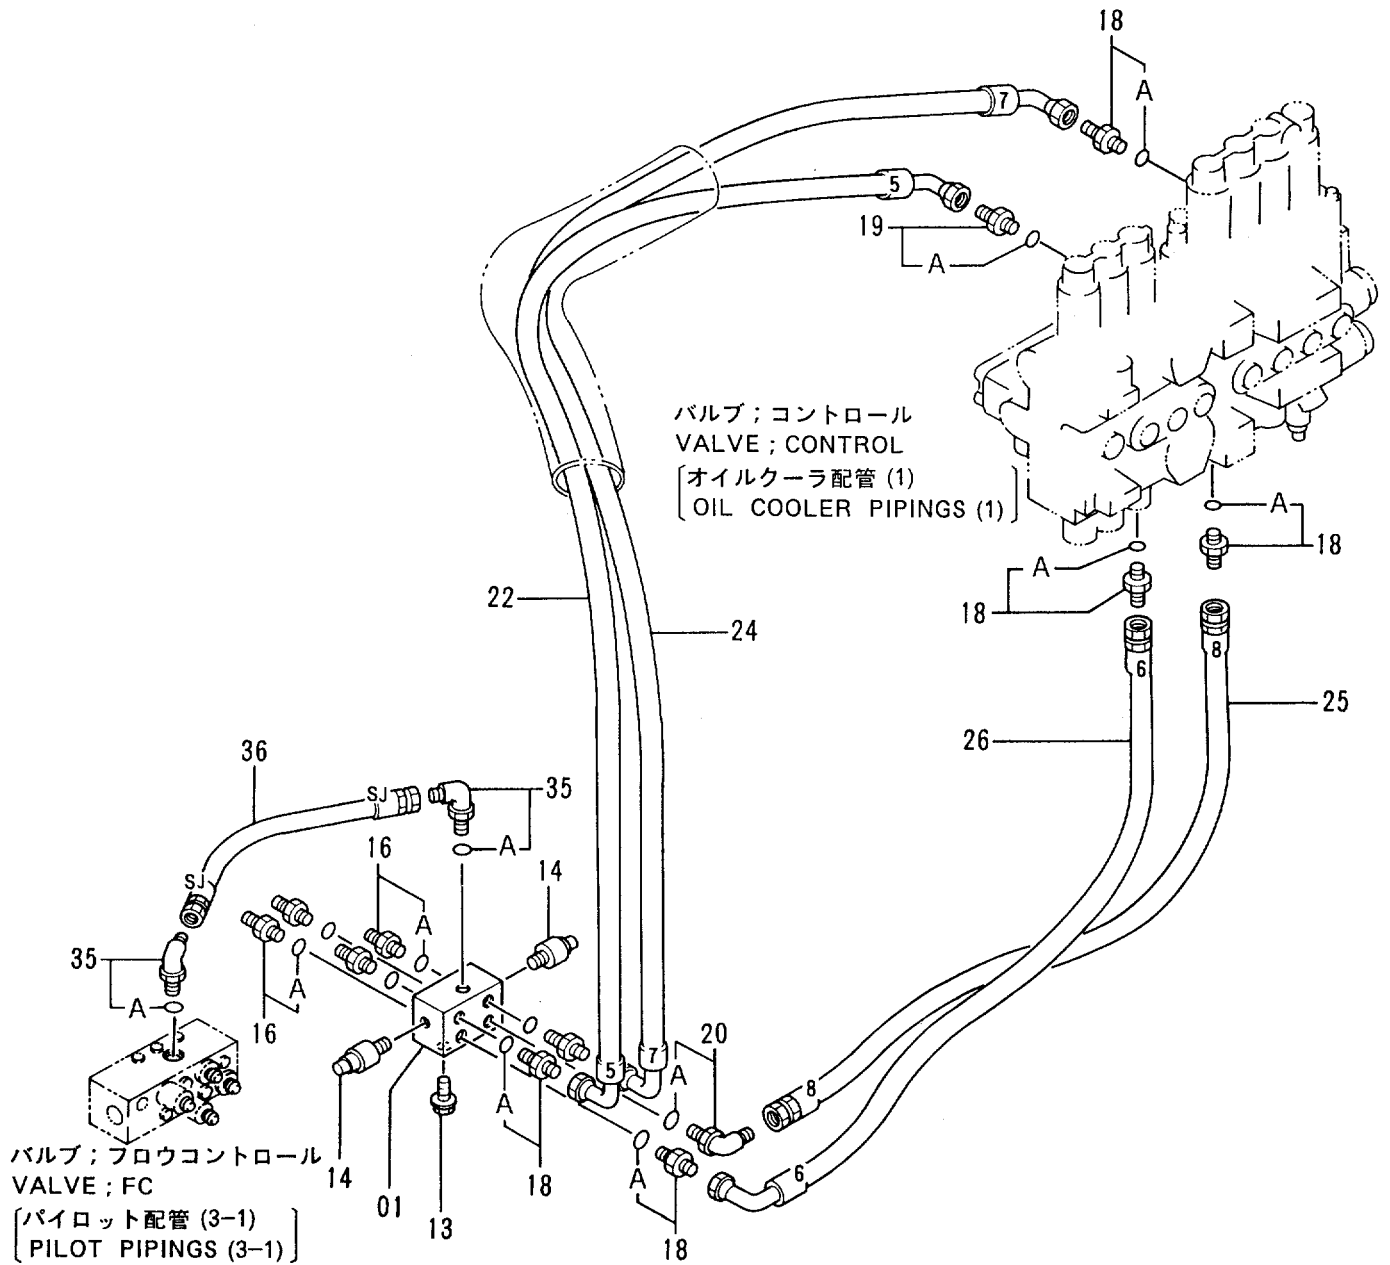 18
A
7
5
19
A
バルブ ; コントロール
VALVE ; CONTROL
オイルクーラ配管 (1)
OIL COOLER PIPINGS (1)
A
18
A
18
22
24
6
8
25
26
36
SJ
35
A
16
14
A
SJ
35
A
A
16
20
5
7
A
A
8
14
01
13
18
A
6
18
バルブ ; フロウコントロール
VALVE ; FC
パイロット配管 (3-1)
PILOT PIPINGS (3-1)